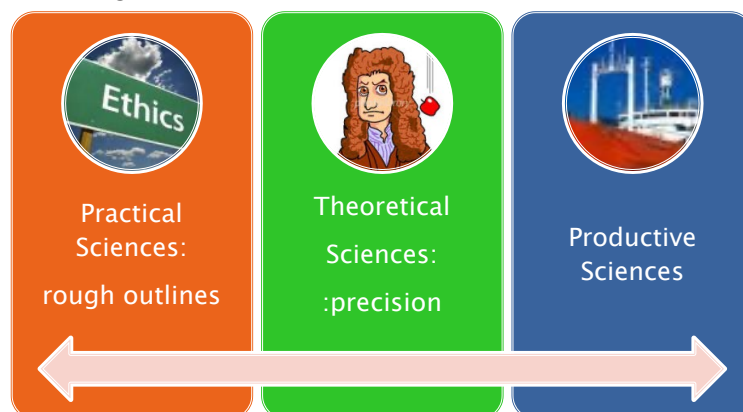 Ethics
Practical
Sciences:
rough outlines
Theoretical
Sciences:
:precision
Productive
Sciences